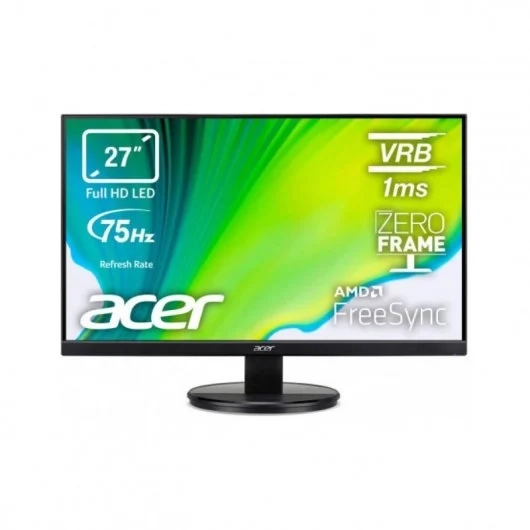 27"
Full HD LED
75Hz
Refresh Rate
acer
VRB
1ms
ZERO
FRAME
AMD
FreeSync
acer